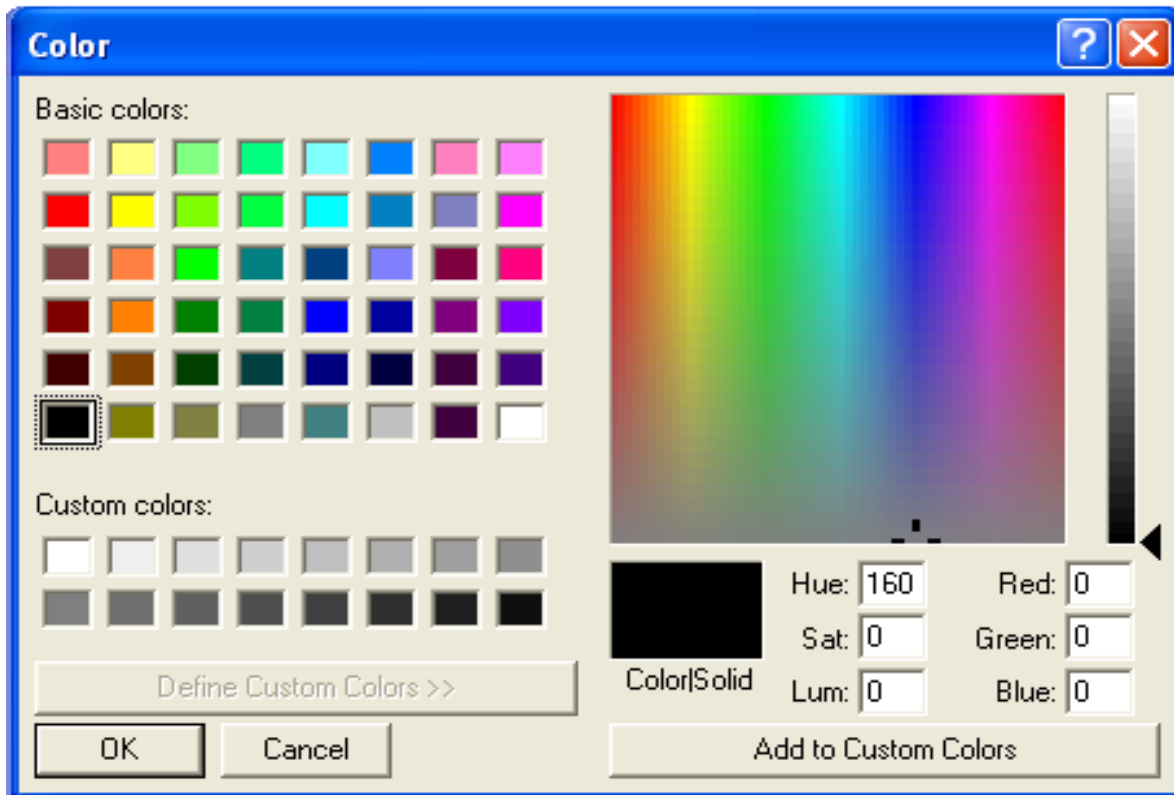 Color
Basic colors:
Custom colors:
Define Custom Colors >>
OK Cancel
Color|Solid
Hue: 160 Red: 0
Sat: 0 Green: 0
Lum: 0 Blue: 0
Add to Custom Colors